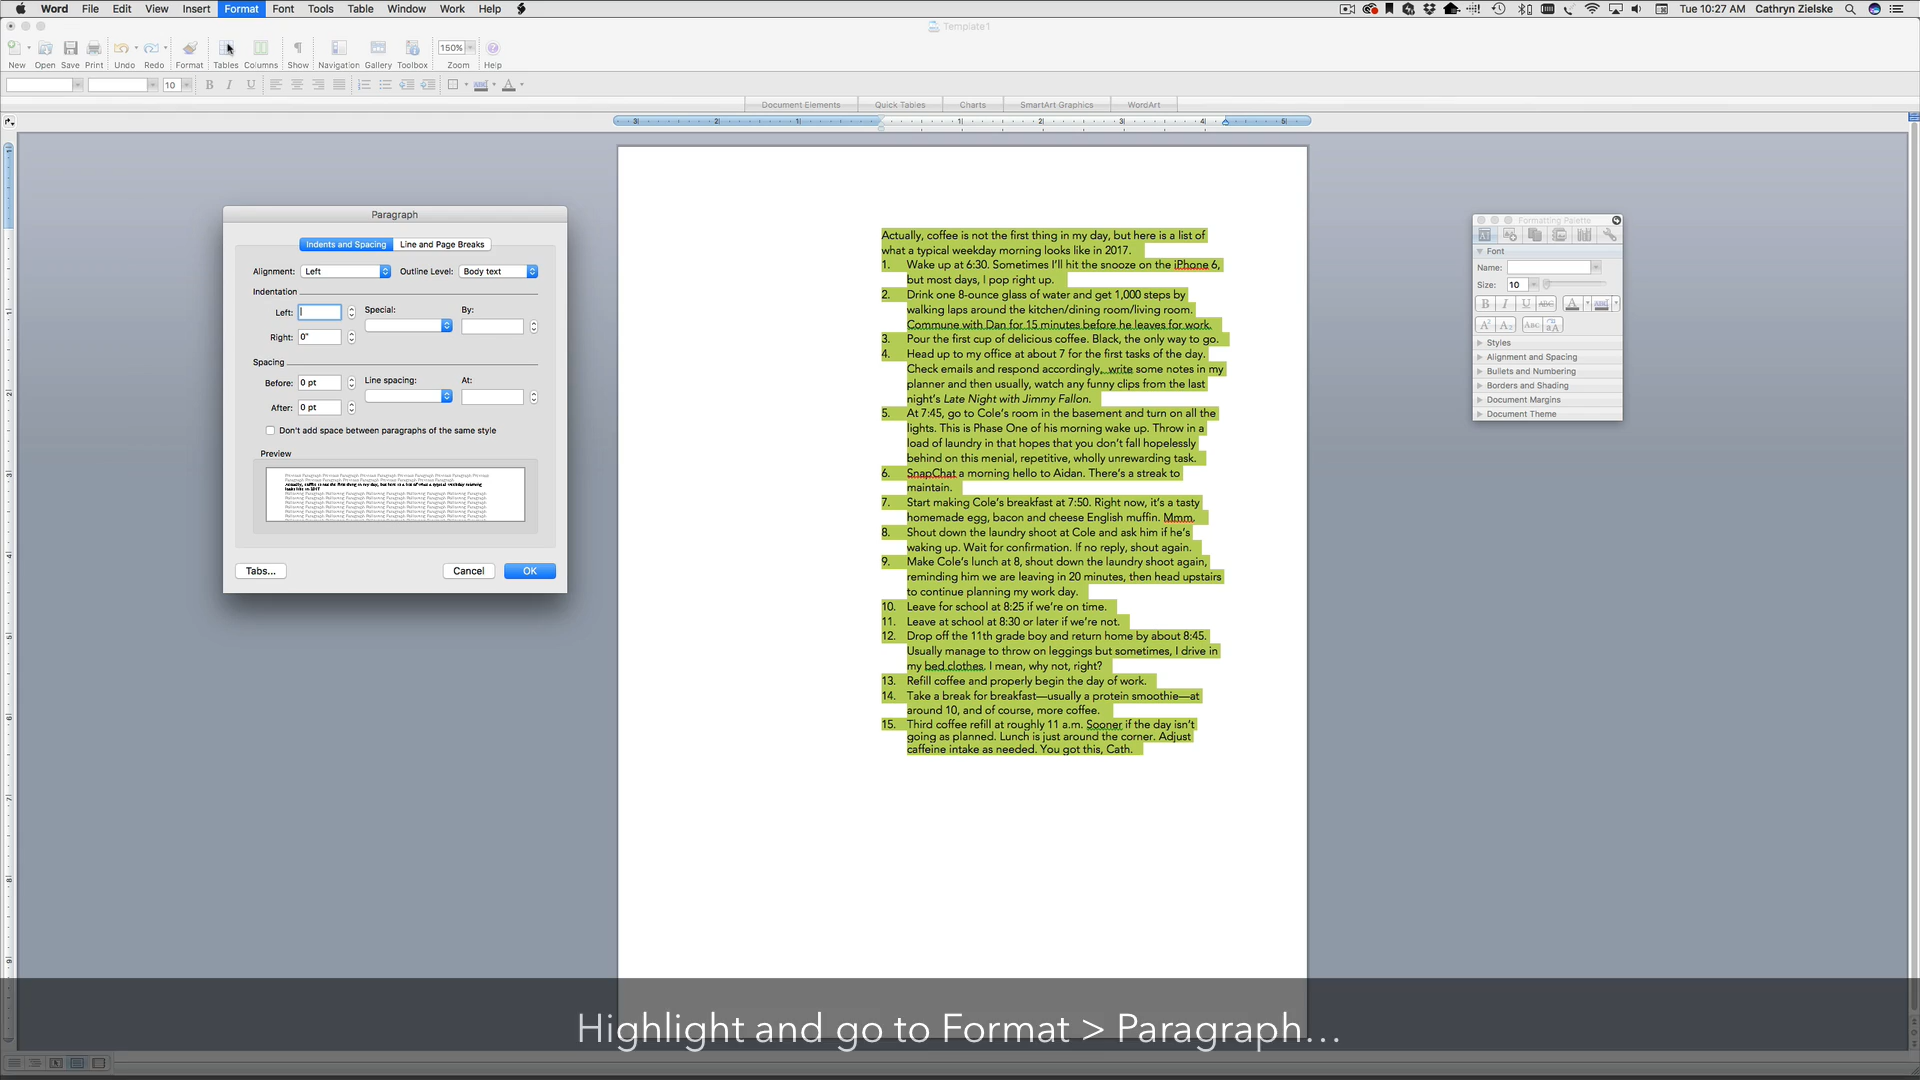 Word File Edit View Insert Format Font Tools Table Window Work Help
Tue 10:27 AM Cathryn Zielske
Template1
150%
New Open Save Print Undo Redo Format Tables Columns Show Navigation Gallery Toolbox Zoom Help
10 B I U
Document Elements Quick Tables Charts SmartArt Graphics WordArt
Paragraph
Indents and Spacing Line and Page Breaks
Alignment: Left Outline Level: Body text
Indentation
Left: Special: By:
Right: 0"
Spacing
Before: 0 pt Line spacing: At:
After: 0 pt
Don't add space between paragraphs of the same style
Preview
Tabs... Cancel OK
Actually, coffee is not the first thing in my day, but here is a list of
what a typical weekday morning looks like in 2017.
1. Wake up at 6:30. Sometimes I'll hit the snooze on the iPhone 6,
but most days, I pop right up.
2. Drink one 8-ounce glass of water and get 1,000 steps by
walking laps around the kitchen/dining room/living room.
Commune with Dan for 15 minutes before he leaves for work.
3. Pour the first cup of delicious coffee. Black, the only way to go.
4. Head up to my office at about 7 for the first tasks of the day.
Check emails and respond accordingly, write some notes in my
planner and then usually, watch any funny clips from the last
night's Late Night with Jimmy Fallon.
5. At 7:45, go to Cole's room in the basement and turn on all the
lights. This is Phase One of his morning wake up. Throw in a
load of laundry in that hopes that you don't fall hopelessly
behind on this menial, repetitive, wholly unrewarding task.
6. SnapChat a morning hello to Aidan. There's a streak to
maintain.
7. Start making Cole's breakfast at 7:50. Right now, it's a tasty
homemade egg, bacon and cheese English muffin. Mmm.
8. Shout down the laundry shoot at Cole and ask him if he's
waking up. Wait for confirmation. If no reply, shout again.
9. Make Cole's lunch at 8, shout down the laundry shoot again,
reminding him we are leaving in 20 minutes, then head upstairs
to continue planning my work day.
10. Leave for school at 8:25 if we're on time.
11. Leave at school at 8:30 or later if we're not.
12. Drop off the 11th grade boy and return home by about 8:45.
Usually manage to throw on leggings but sometimes, I drive in
my bed clothes. I mean, why not, right?
13. Refill coffee and properly begin the day of work.
14. Take a break for breakfast—usually a protein smoothie—at
around 10, and of course, more coffee.
15. Third coffee refill at roughly 11 a.m. Sooner if the day isn't
going as planned. Lunch is just around the corner. Adjust
caffeine intake as needed. You got this, Cath.
Formatting Palette
Font
Name:
Size: 10
B I U ABC A
A² A₂ Abc aA
Styles
Alignment and Spacing
Bullets and Numbering
Borders and Shading
Document Margins
Document Theme
Highlight and go to Format > Paragraph...